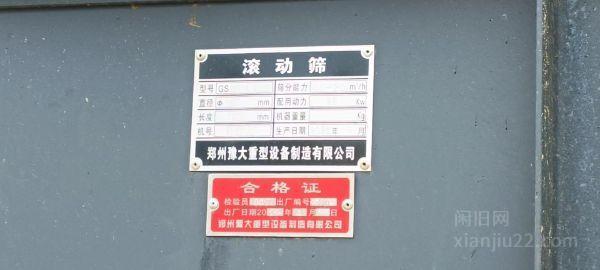 滚动筛
型号 GS 筛分能力 m³/h
直径 Φ mm 配用动力 Kw
长度 mm 机器重量 Kg
机号 生产日期 年 月
郑州豫大重型设备制造有限公司
合格证
检验员 出厂编号
出厂日期20 年 月 日
郑州豫大重型设备制造有限公司
闲旧网
xianjiu22.com